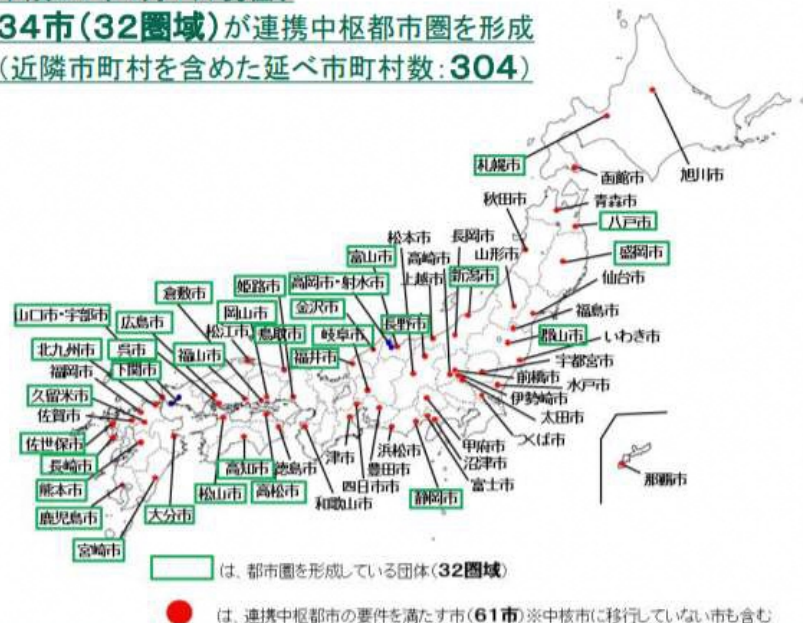 34市(32圏域)が連携中枢都市圏を形成
(近隣市町村を含めた延べ市町村数:304)
札幌市
函館市
旭川市
秋田市
青森市
八戸市
盛岡市
仙台市
松本市
長岡市
富山市
高崎市
山形市
上越市
新潟市
福島市
倉敷市
姫路市
高岡市・射水市
金沢市
長野市
郡山市
いわき市
山口市・宇部市
広島市
岡山市
松江市
鳥取市
岐阜市
福井市
宇都宮市
北九州市
呉市
福山市
前橋市
水戸市
福岡市
下関市
伊勢崎市
久留米市
太田市
佐賀市
つくば市
佐世保市
長崎市
高知市
徳島市
津市
浜松市
甲府市
沼津市
豊田市
富士市
四日市市
熊本市
松山市
高松市
和歌山市
静岡市
那覇市
鹿児島市
大分市
宮崎市
は、都市圏を形成している団体(32圏域)
は、連携中枢都市の要件を満たす市(61市)※中核市に移行していない市も含む